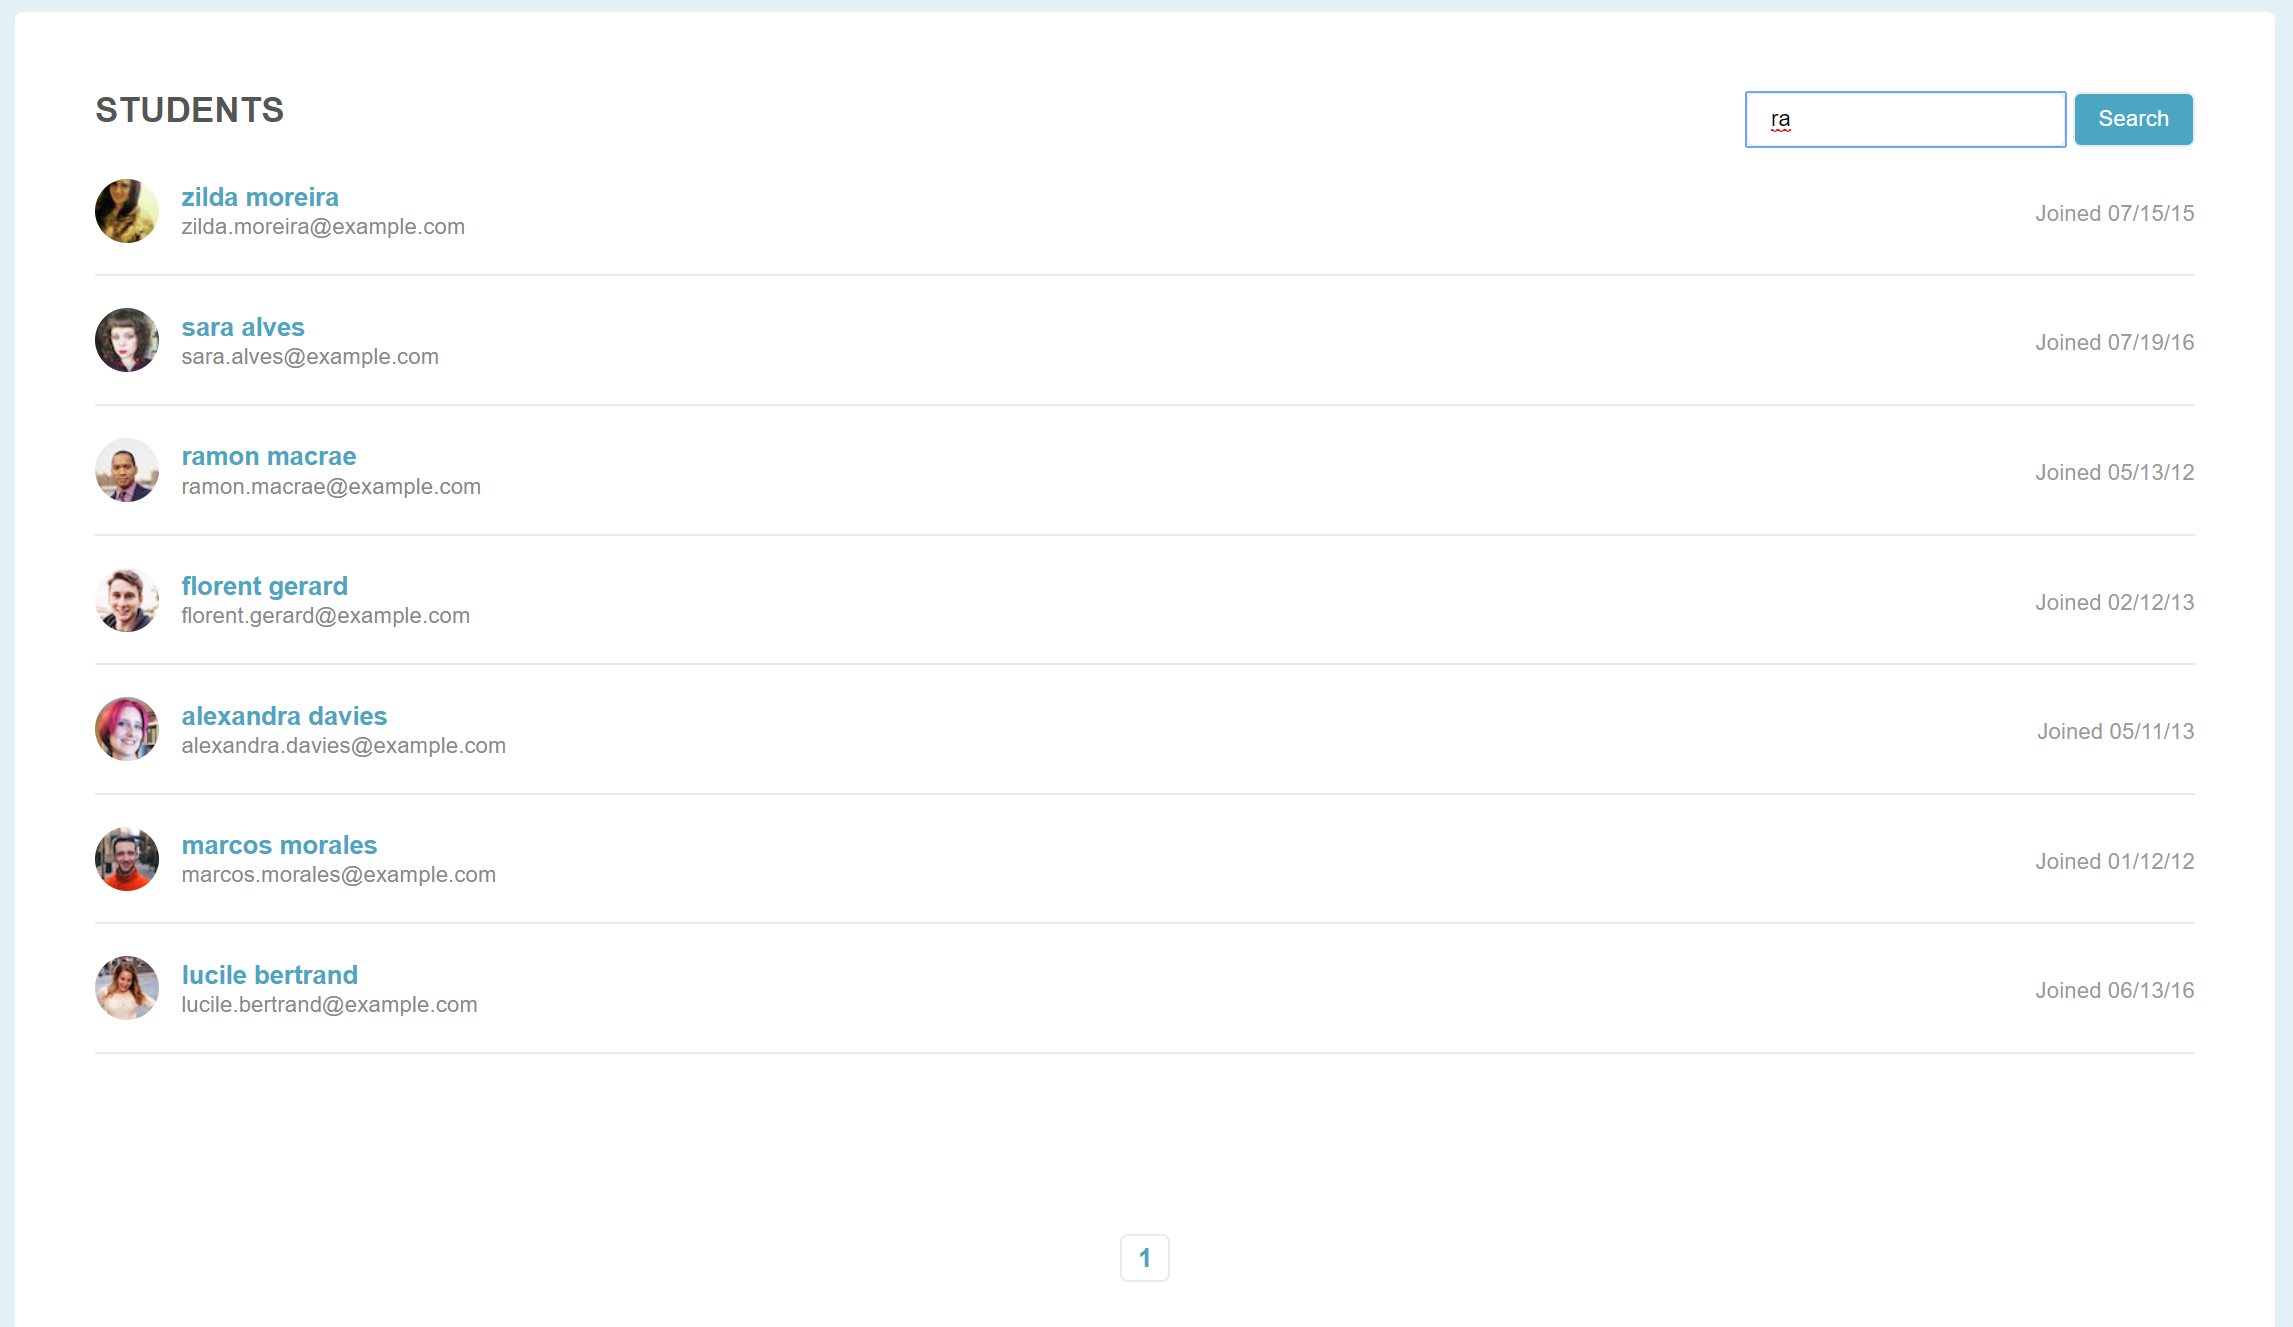 STUDENTS
ra
Search
zilda moreira
zilda.moreira@example.com
Joined 07/15/15
sara alves
sara.alves@example.com
Joined 07/19/16
ramon macrae
ramon.macrae@example.com
Joined 05/13/12
florent gerard
florent.gerard@example.com
Joined 02/12/13
alexandra davies
alexandra.davies@example.com
Joined 05/11/13
marcos morales
marcos.morales@example.com
Joined 01/12/12
lucile bertrand
lucile.bertrand@example.com
Joined 06/13/16
1